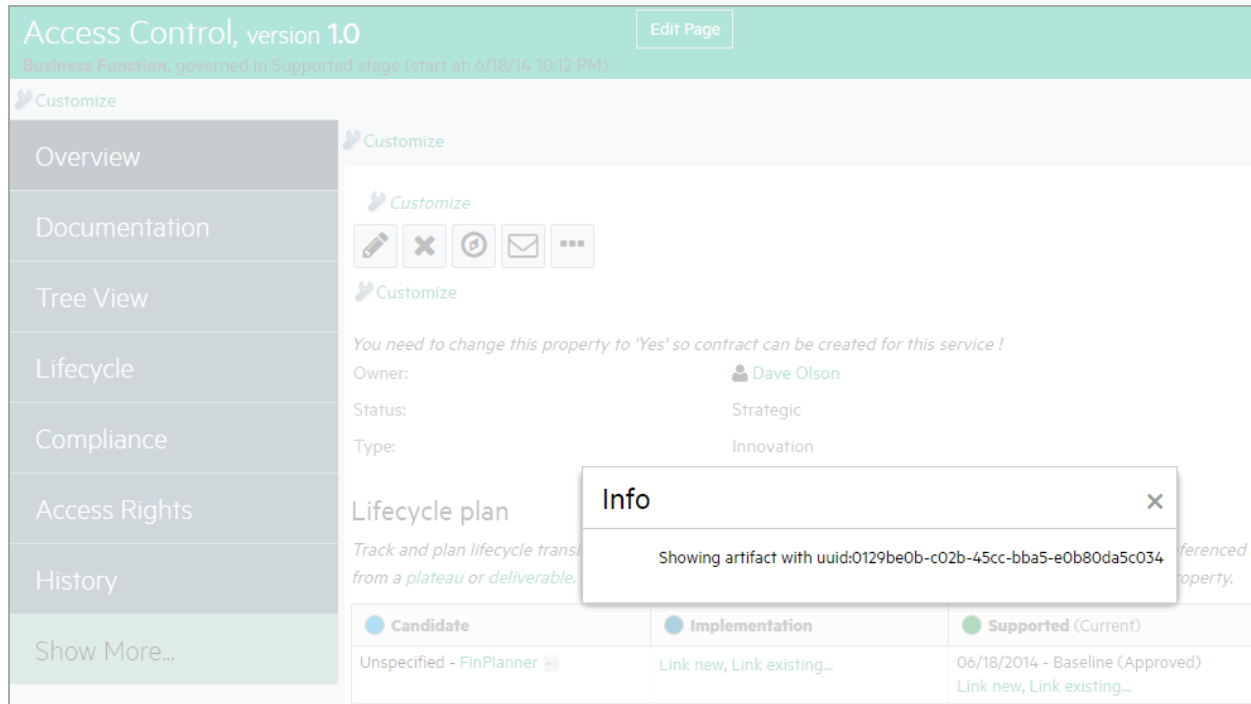 Access Control, version 1.0
Edit Page
Business Function, governed in Supported stage (start at: 6/18/14 10:12 PM)
Customize
Overview
Documentation
Tree View
Lifecycle
Compliance
Access Rights
History
Show More...
Customize
Customize
Customize
You need to change this property to 'Yes' so contract can be created for this service !
Owner: Dave Olson
Status: Strategic
Type: Innovation
Lifecycle plan
Track and plan lifecycle transi
ferenced
from a plateau or deliverable.
operty.
Info ×
Showing artifact with uuid:0129be0b-c02b-45cc-bba5-e0b80da5c034
Candidate Implementation Supported (Current)
Unspecified - FinPlanner ... Link new, Link existing... 06/18/2014 - Baseline (Approved)
Link new, Link existing...